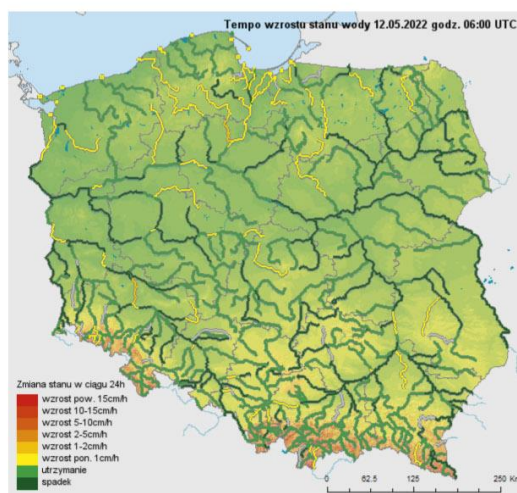 Tempo wzrostu stanu wody 12.05.2022 godz. 06:00 UTC
Zmiana stanu w ciągu 24h
wzrost pow. 15cm/h
wzrost 10-15cm/h
wzrost 5-10cm/h
wzrost 2-5cm/h
wzrost 1-2cm/h
wzrost pon. 1cm/h
utrzymanie
spadek
0 62.5 125 250 Km